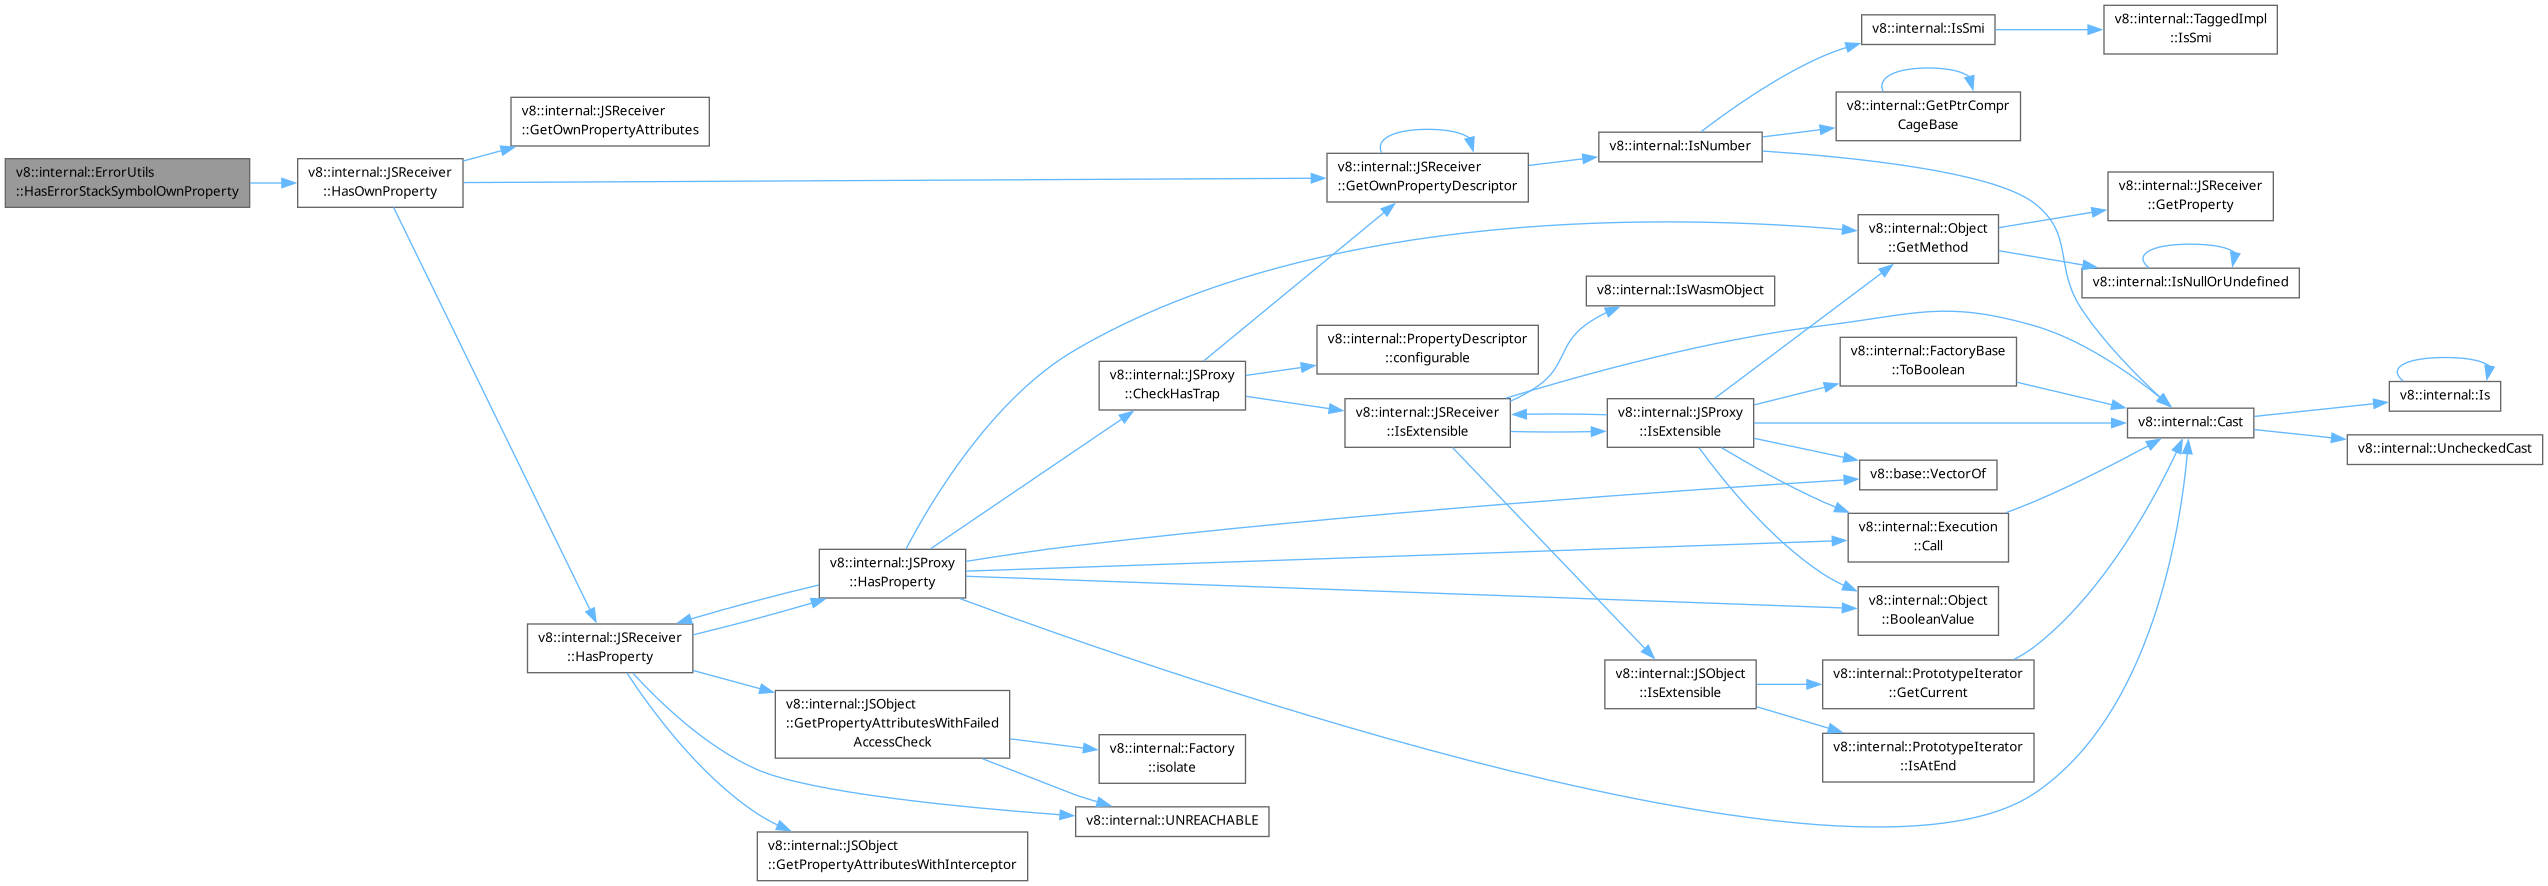 v8::internal::ErrorUtils
::HasErrorStackSymbolOwnProperty
v8::internal::JSReceiver
::HasOwnProperty
v8::internal::JSReceiver
::GetOwnPropertyAttributes
v8::internal::JSReceiver
::GetOwnPropertyDescriptor
v8::internal::IsNumber
v8::internal::IsSmi
v8::internal::TaggedImpl
::IsSmi
v8::internal::GetPtrCompr
CageBase
v8::internal::Object
::GetMethod
v8::internal::JSReceiver
::GetProperty
v8::internal::IsNullOrUndefined
v8::internal::IsWasmObject
v8::internal::PropertyDescriptor
::configurable
v8::internal::JSProxy
::CheckHasTrap
v8::internal::JSReceiver
::IsExtensible
v8::internal::JSProxy
::IsExtensible
v8::internal::FactoryBase
::ToBoolean
v8::internal::Cast
v8::internal::Is
v8::internal::UncheckedCast
v8::base::VectorOf
v8::internal::Execution
::Call
v8::internal::Object
::BooleanValue
v8::internal::JSProxy
::HasProperty
v8::internal::JSReceiver
::HasProperty
v8::internal::JSObject
::IsExtensible
v8::internal::PrototypeIterator
::GetCurrent
v8::internal::PrototypeIterator
::IsAtEnd
v8::internal::JSObject
::GetPropertyAttributesWithFailed
AccessCheck
v8::internal::Factory
::isolate
v8::internal::UNREACHABLE
v8::internal::JSObject
::GetPropertyAttributesWithInterceptor